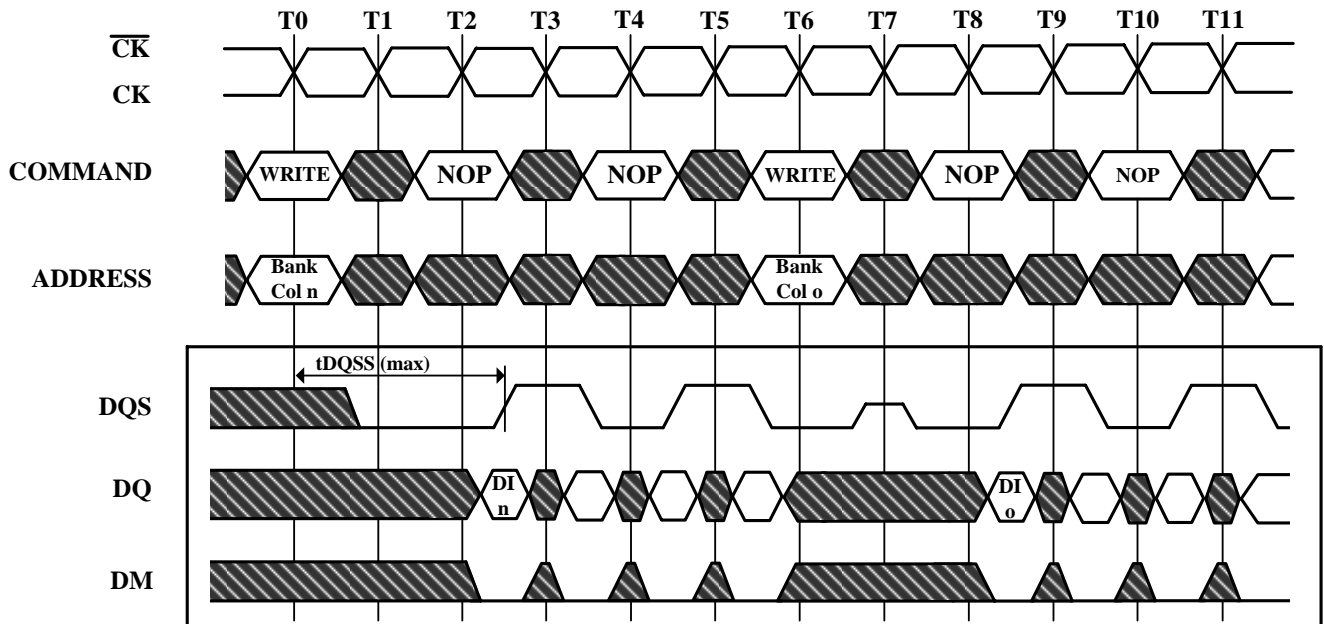 T0 T1 T2 T3 T4 T5 T6 T7 T8 T9 T10 T11
CK
CK
COMMAND WRITE NOP NOP WRITE NOP NOP
ADDRESS Bank Col n Bank Col o
tDQSS (max)
DQS
DQ DI n DI o
DM